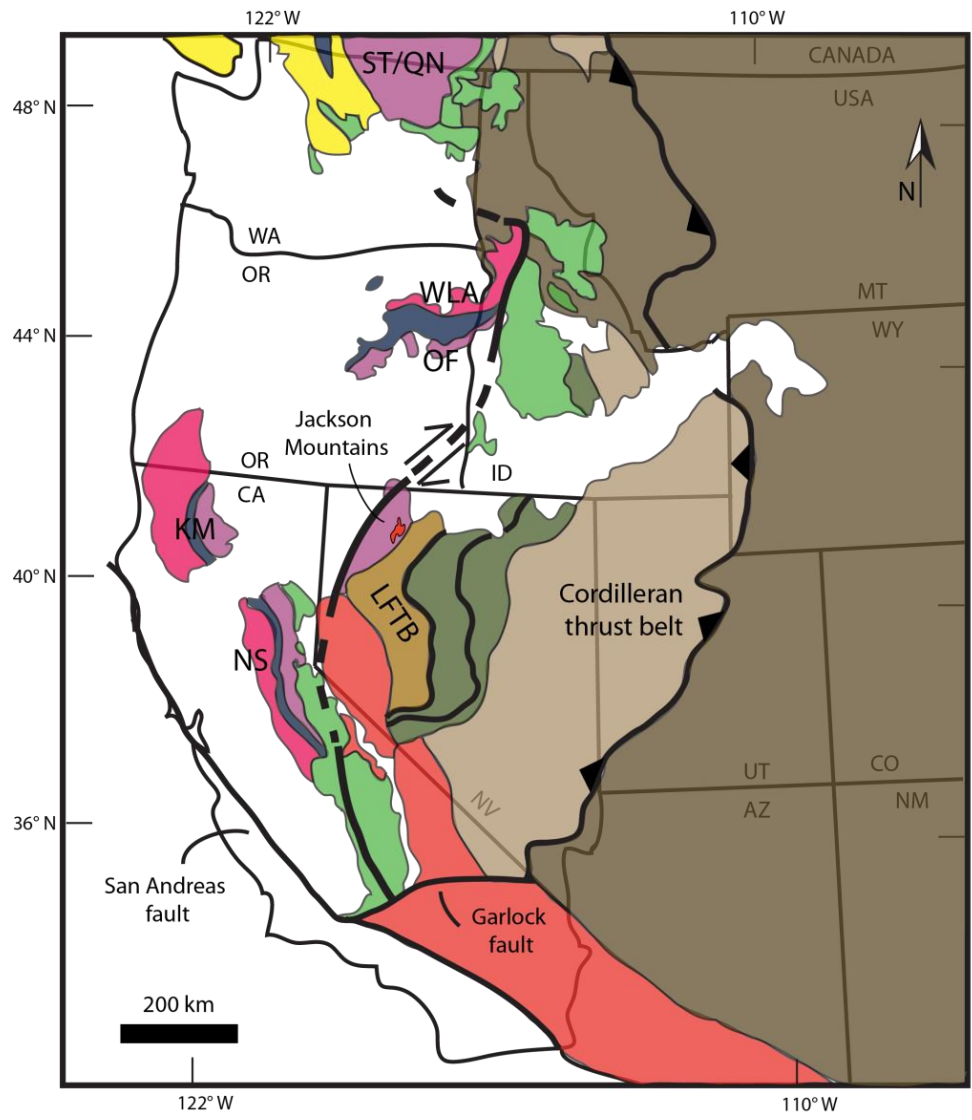 122° W
110° W
ST/QN
CANADA
48° N
USA
N
WA
OR
WLA
MT
WY
44° N
OF
Jackson
Mountains
OR
ID
CA
KM
40° N
LFTB
Cordilleran
thrust belt
NS
UT
CO
NV
AZ
NM
36° N
San Andreas
fault
Garlock
fault
200 km
122° W
110° W